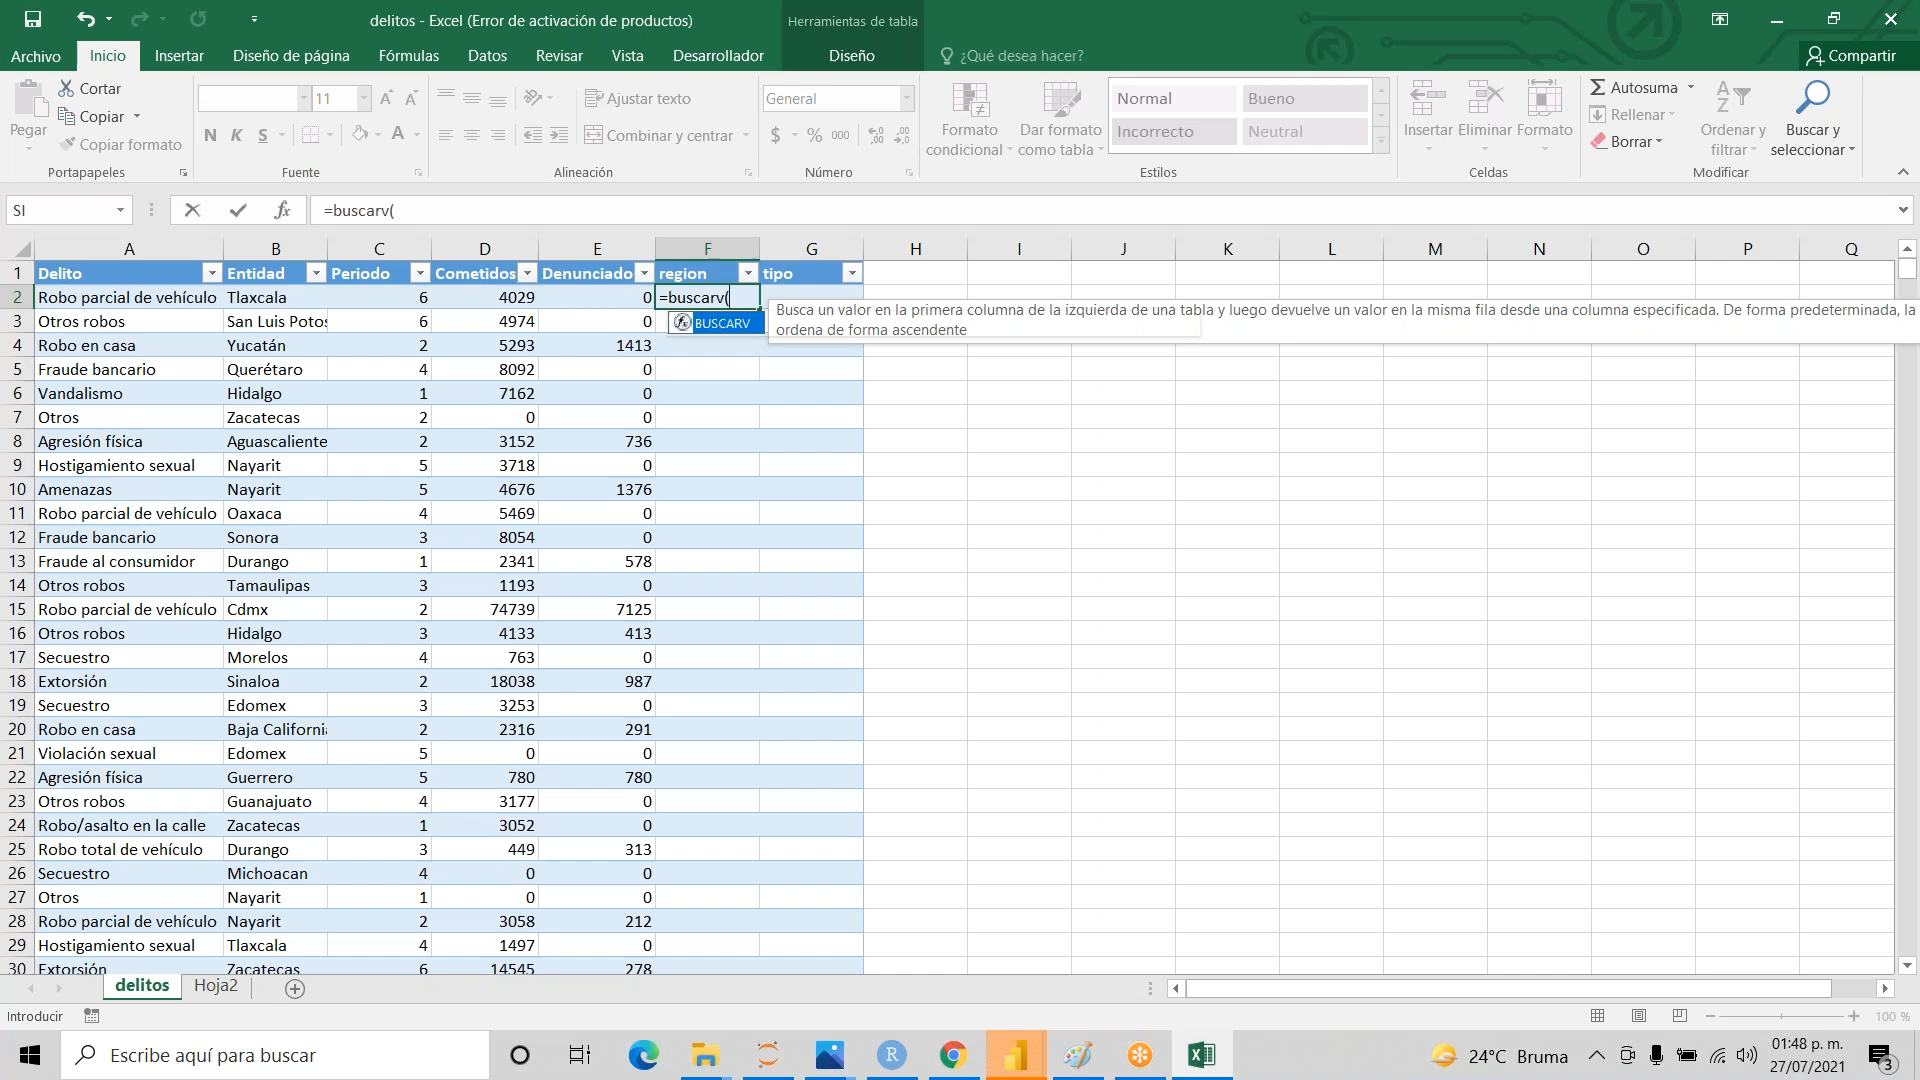 delitos - Excel (Error de activación de productos)
Herramientas de tabla
Archivo Inicio Insertar Diseño de página Fórmulas Datos Revisar Vista Desarrollador Diseño ¿Qué desea hacer? Compartir
Pegar
Cortar
Copiar
Copiar formato
11
N K S
A A
A
Ajustar texto
Combinar y centrar
General
$ % 000
Formato condicional
Dar formato como tabla
Normal Bueno
Incorrecto Neutral
Insertar Eliminar Formato
Autosuma
Rellenar
Borrar
Ordenar y filtrar
Buscar y seleccionar
Portapapeles Fuente Alineación Número Estilos Celdas Modificar
SI fx =buscarv(
A B C D E F G H I J K L M N O P Q
1 Delito Entidad Periodo Cometidos Denunciado region tipo
2 Robo parcial de vehículo Tlaxcala 6 4029 0 =buscarv(
BUSCARV
Busca un valor en la primera columna de la izquierda de una tabla y luego devuelve un valor en la misma fila desde una columna especificada. De forma predeterminada, la
ordena de forma ascendente
3 Otros robos San Luis Potos 6 4974 0
4 Robo en casa Yucatán 2 5293 1413
5 Fraude bancario Querétaro 4 8092 0
6 Vandalismo Hidalgo 1 7162 0
7 Otros Zacatecas 2 0 0
8 Agresión física Aguascaliente 2 3152 736
9 Hostigamiento sexual Nayarit 5 3718 0
10 Amenazas Nayarit 5 4676 1376
11 Robo parcial de vehículo Oaxaca 4 5469 0
12 Fraude bancario Sonora 3 8054 0
13 Fraude al consumidor Durango 1 2341 578
14 Otros robos Tamaulipas 3 1193 0
15 Robo parcial de vehículo Cdmx 2 74739 7125
16 Otros robos Hidalgo 3 4133 413
17 Secuestro Morelos 4 763 0
18 Extorsión Sinaloa 2 18038 987
19 Secuestro Edomex 3 3253 0
20 Robo en casa Baja Californi 2 2316 291
21 Violación sexual Edomex 5 0 0
22 Agresión física Guerrero 5 780 780
23 Otros robos Guanajuato 4 3177 0
24 Robo/asalto en la calle Zacatecas 1 3052 0
25 Robo total de vehículo Durango 3 449 313
26 Secuestro Michoacan 4 0 0
27 Otros Nayarit 1 0 0
28 Robo parcial de vehículo Nayarit 2 3058 212
29 Hostigamiento sexual Tlaxcala 4 1497 0
30 Extorsión Zacatecas 6 14545 278
delitos Hoja2
Introducir 100 %
Escribe aquí para buscar
R
24°C Bruma
01:48 p. m.
27/07/2021
3